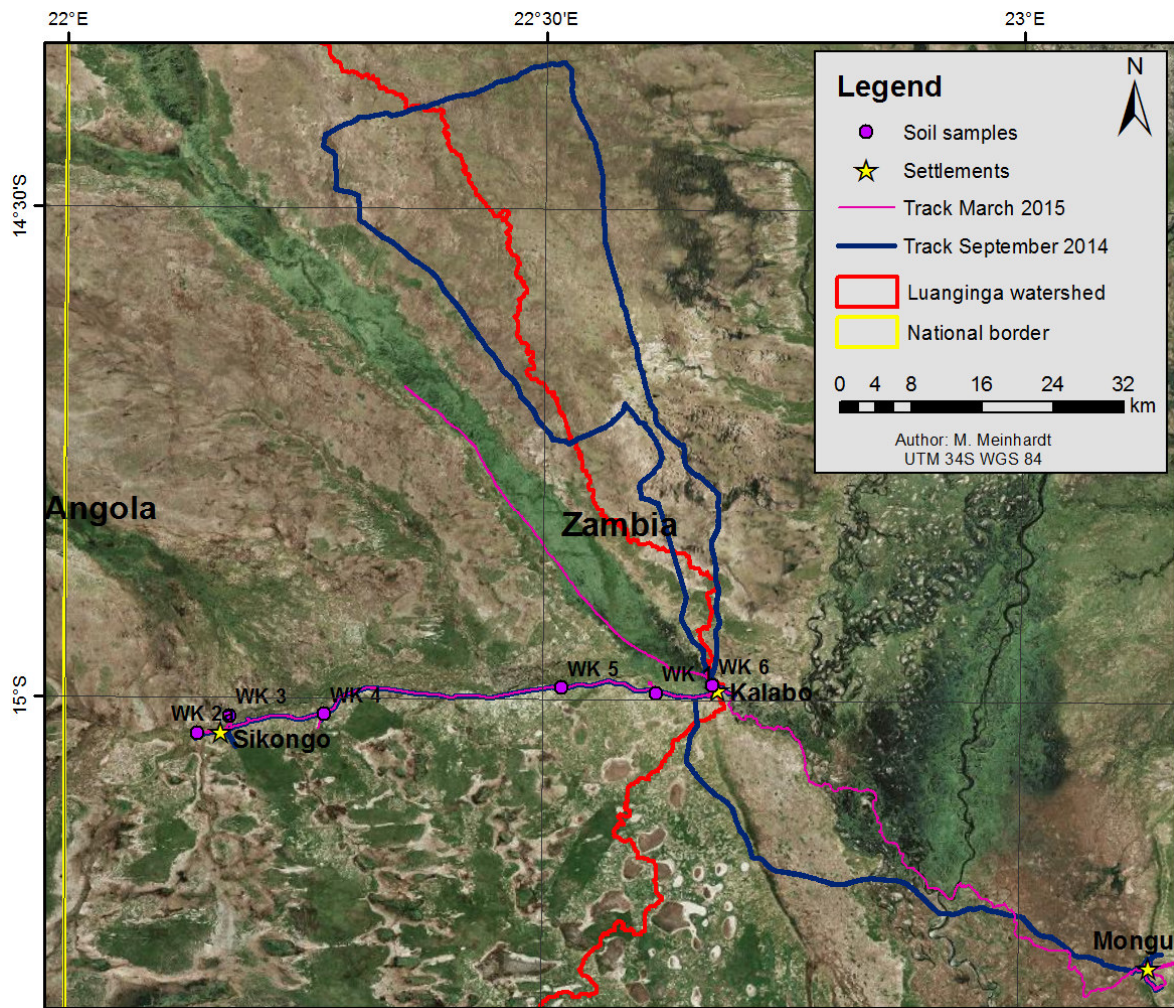 22°E
22°30'E
23°E
14°30'S
15°S
Legend
N
Soil samples
Settlements
Track March 2015
Track September 2014
Luanginga watershed
National border
0 4 8 16 24 32
km
Author: M. Meinhardt
UTM 34S WGS 84
Angola
Zambia
WK 5
WK 1
WK 6
Kalabo
WK 3
WK 4
WK 2
Sikongo
Mongu